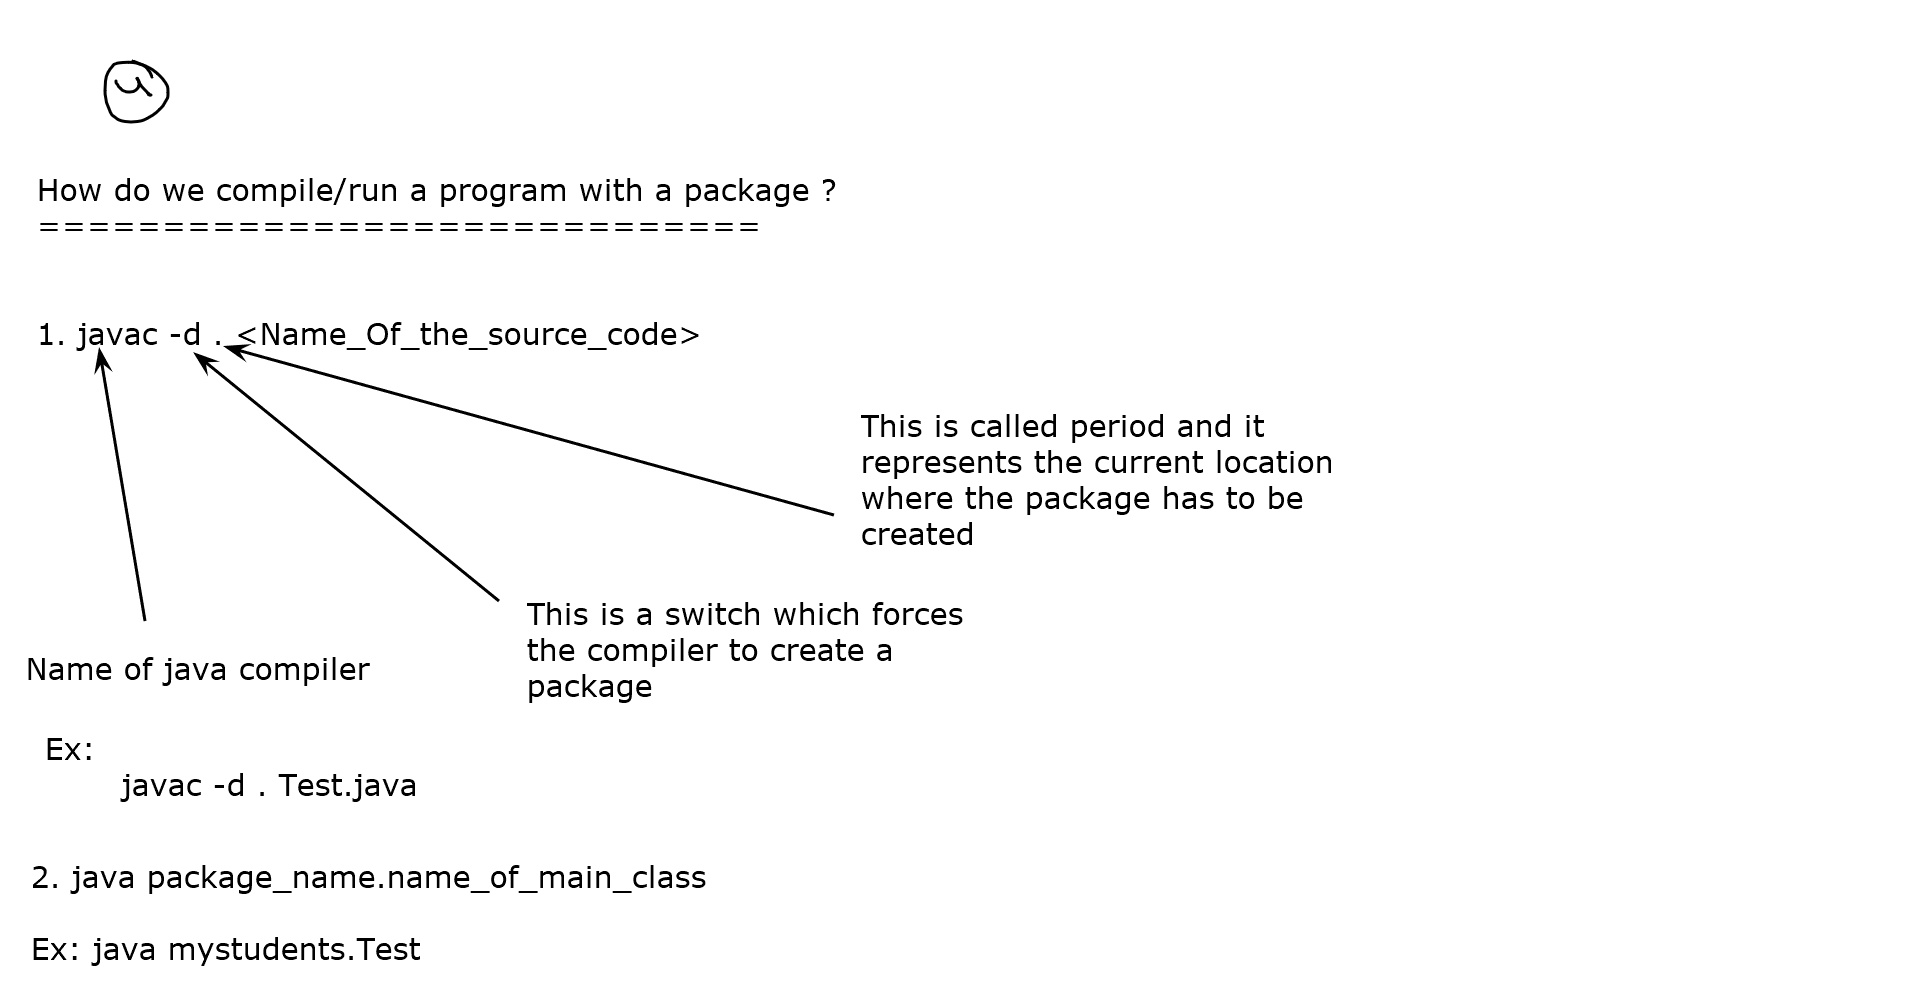 How do we compile/run a program with a package ?
=============================
1. javac -d . <Name_Of_the_source_code>
This is called period and it
represents the current location
where the package has to be
created
This is a switch which forces
the compiler to create a
package
Name of java compiler
Ex:
javac -d . Test.java
2. java package_name.name_of_main_class
Ex: java mystudents.Test